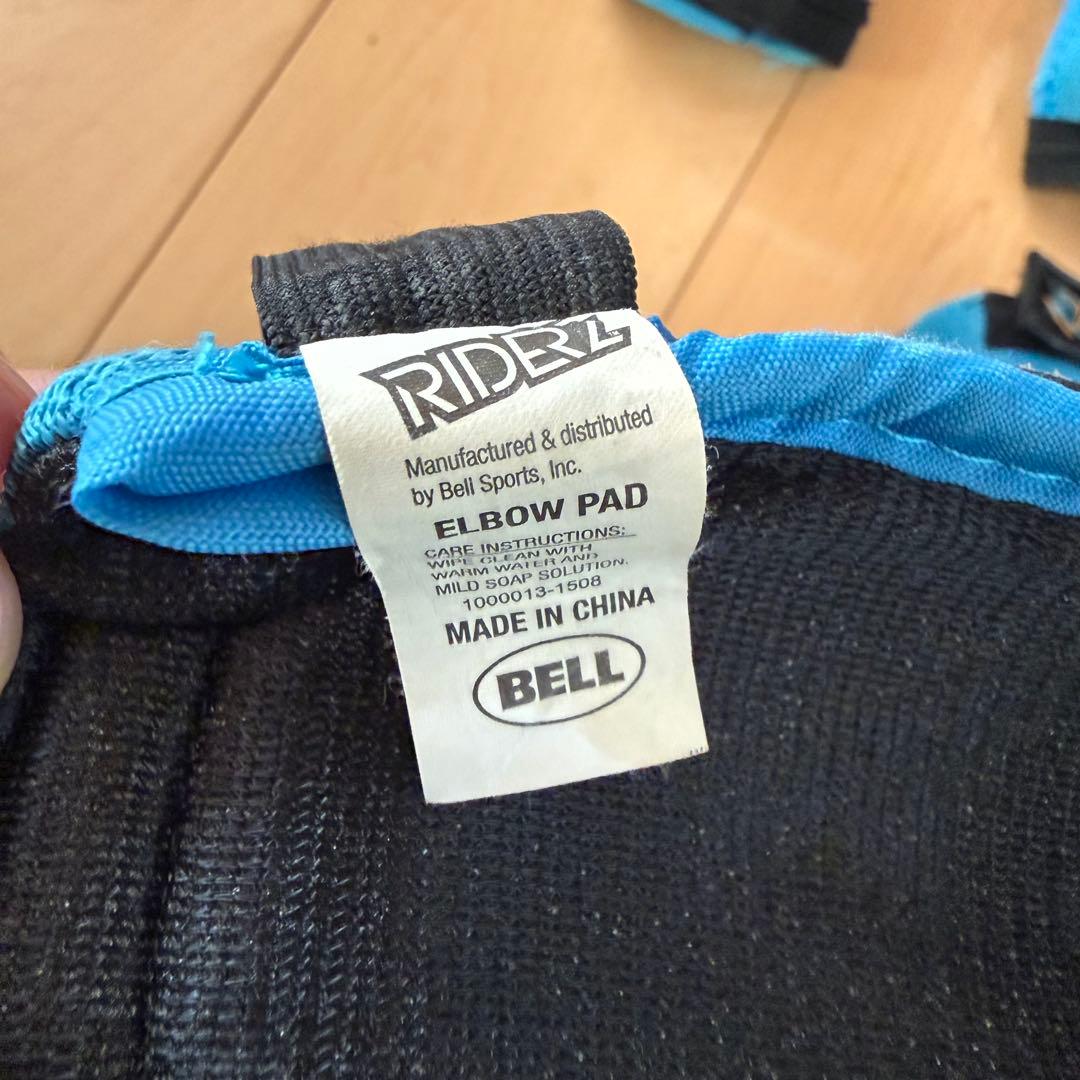 RIDERZ™
Manufactured & distributed
by Bell Sports, Inc.
ELBOW PAD
CARE INSTRUCTIONS:
WIPE CLEAN WITH
WARM WATER AND
MILD SOAP SOLUTION.
1000013-1508
MADE IN CHINA
BELL